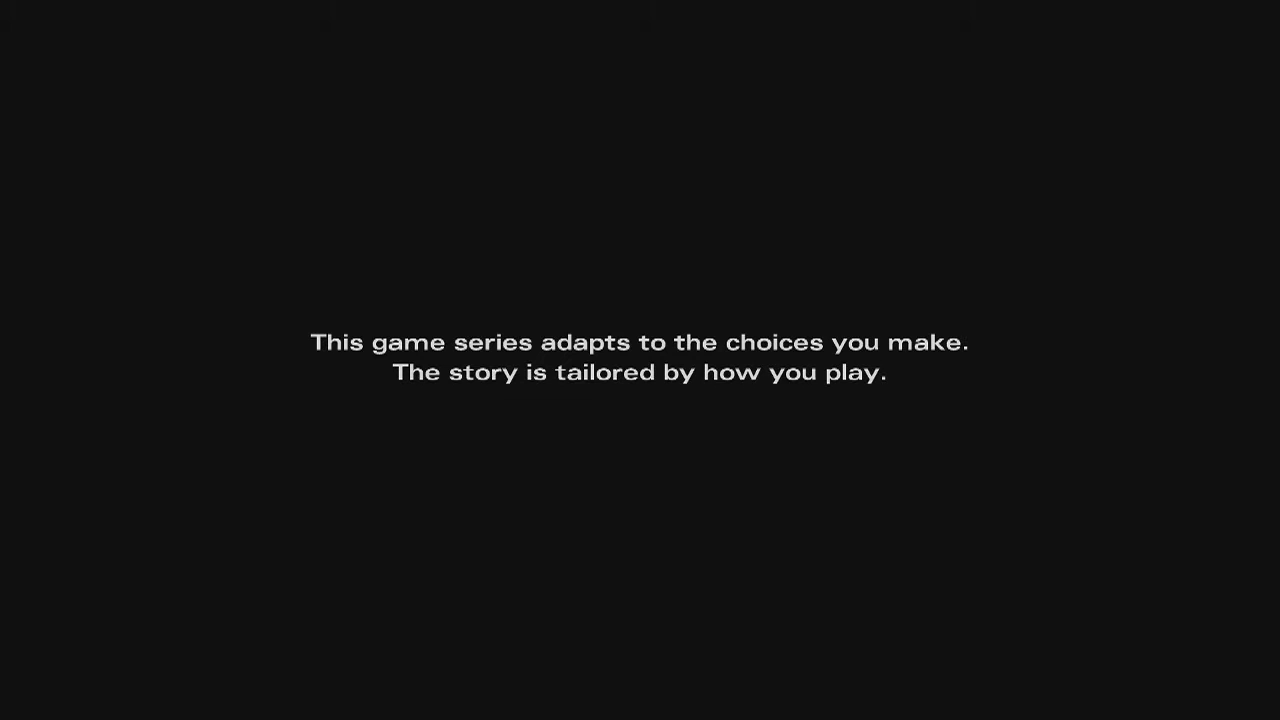 This game series adapts to the choices you make.
The story is tailored by how you play.